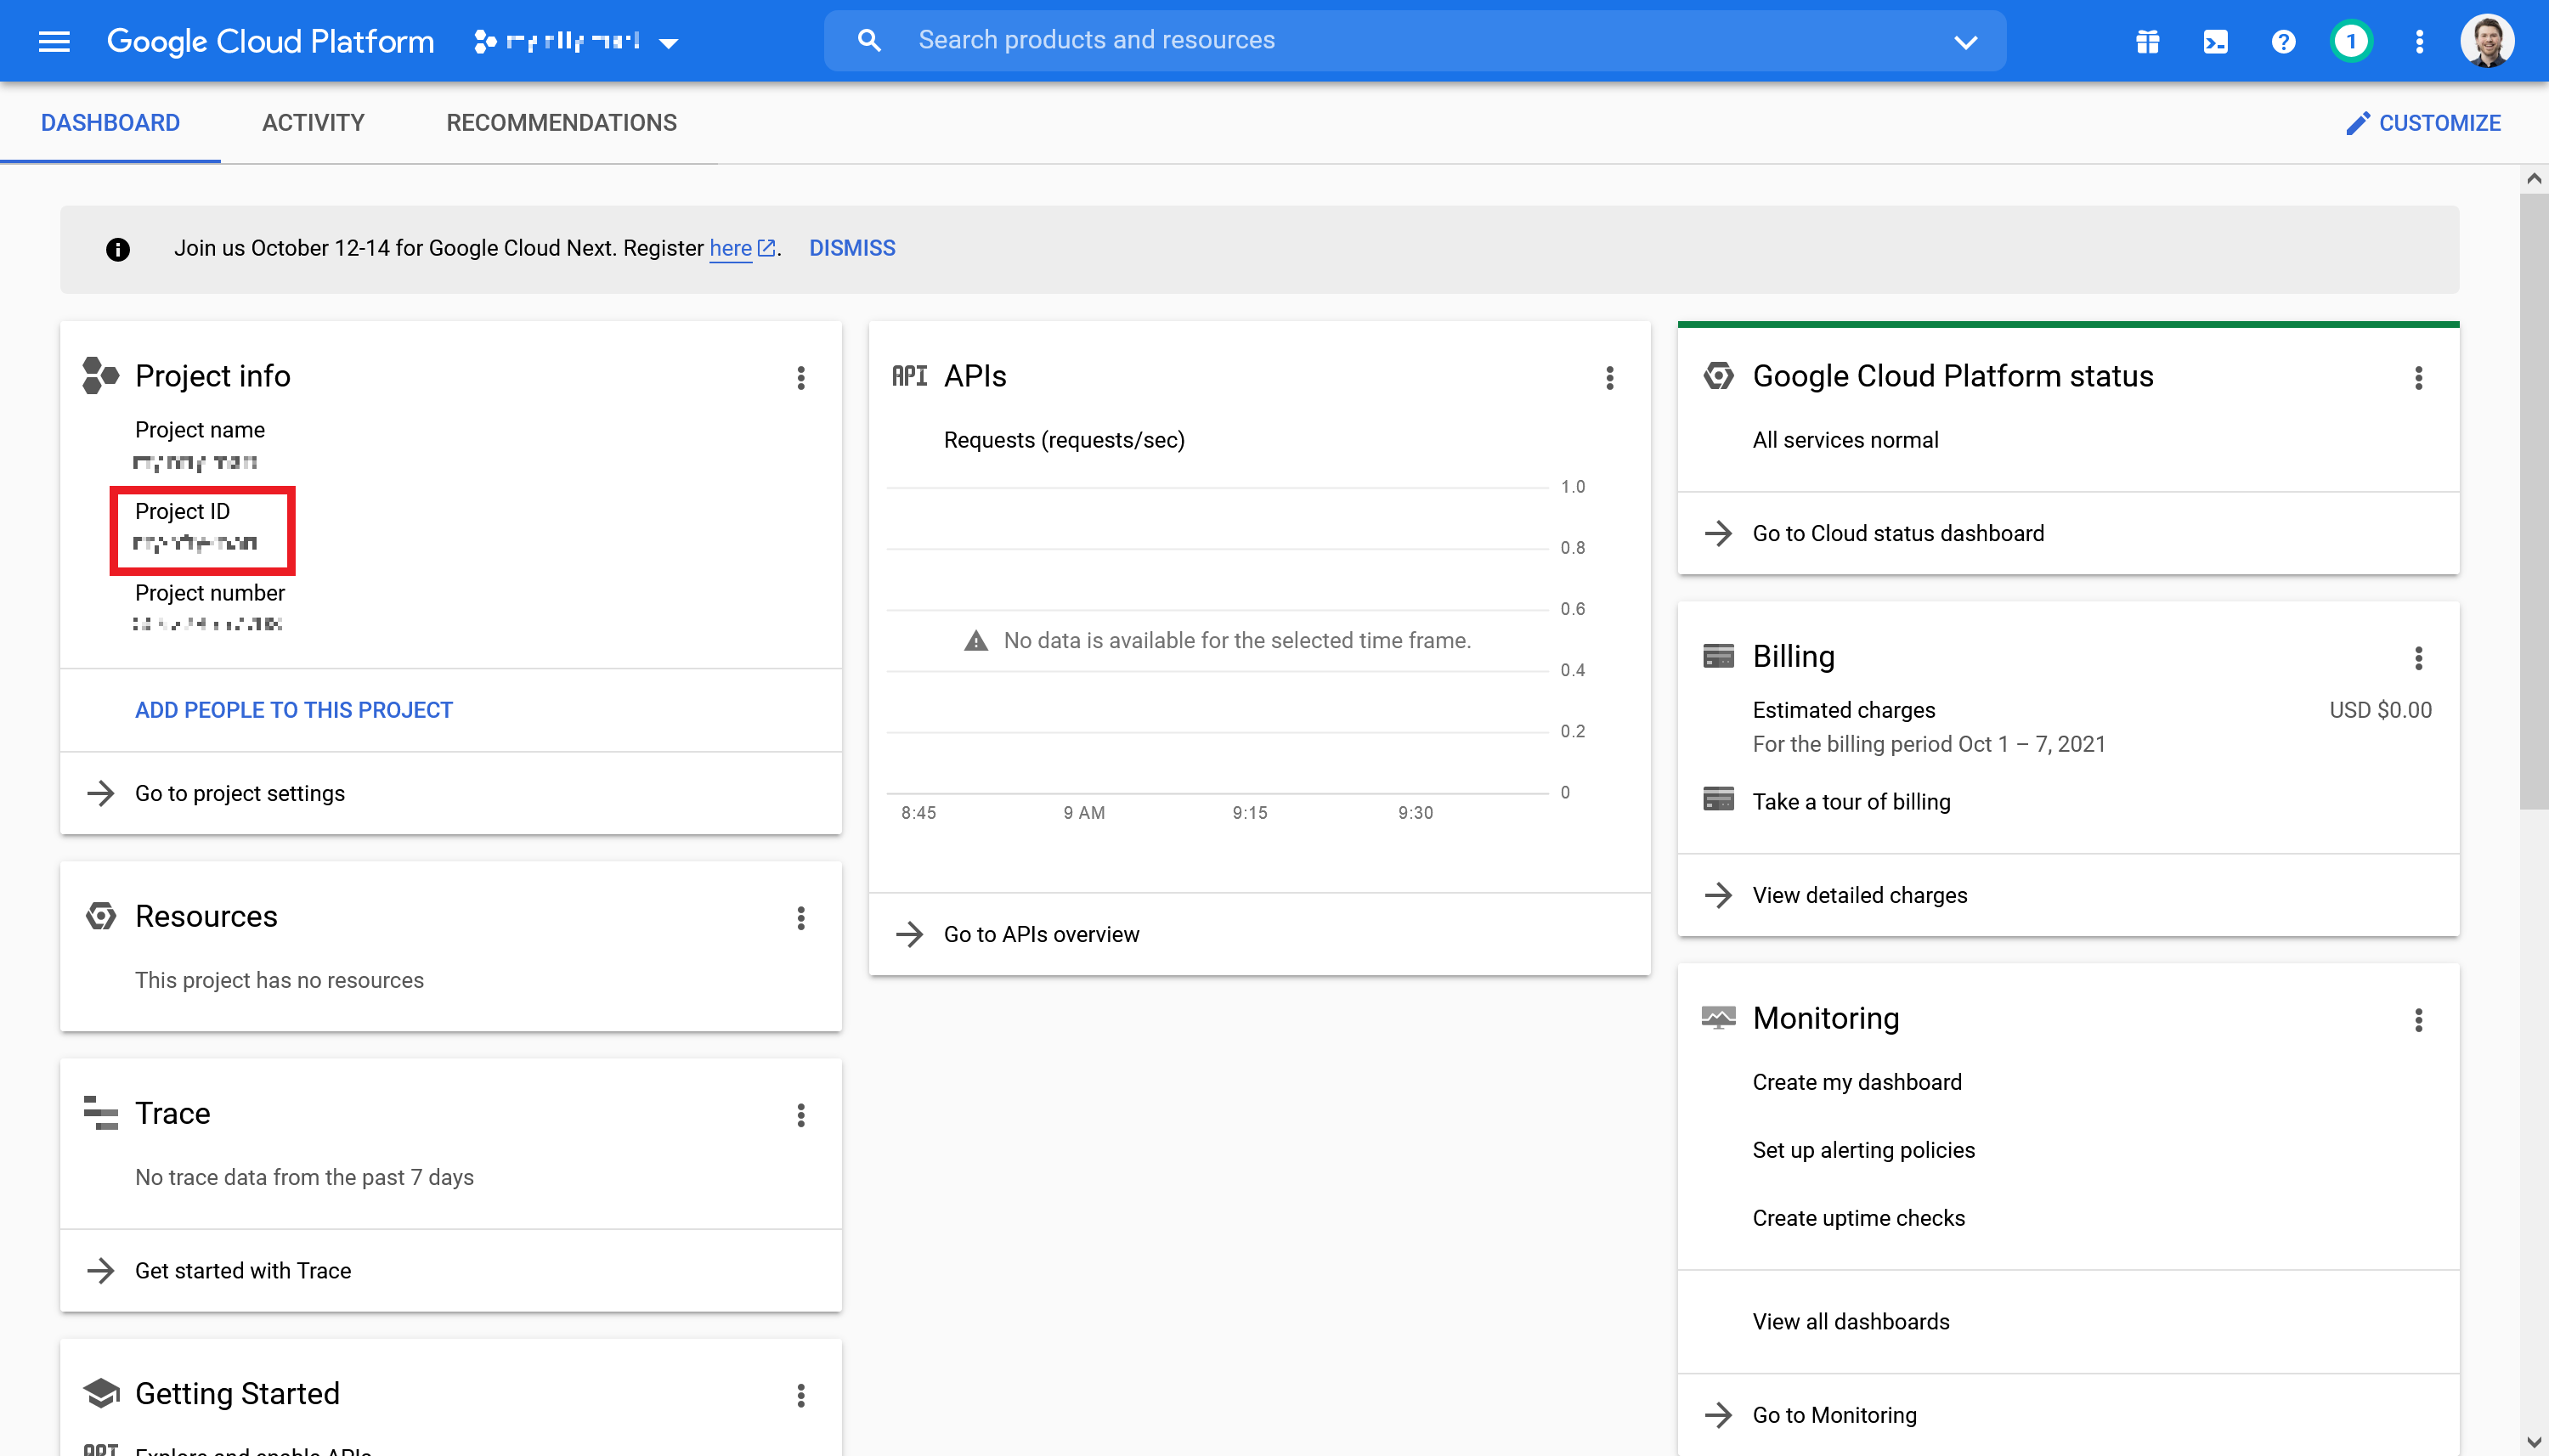 Google Cloud Platform
Search products and resources
1
DASHBOARD
ACTIVITY
RECOMMENDATIONS
CUSTOMIZE
Join us October 12-14 for Google Cloud Next. Register here. DISMISS
Project info
Project name
Project ID
Project number
ADD PEOPLE TO THIS PROJECT
Go to project settings
Resources
This project has no resources
Trace
No trace data from the past 7 days
Get started with Trace
Getting Started
API
Explore and enable APIs
API APIs
Requests (requests/sec)
1.0
0.8
0.6
No data is available for the selected time frame.
0.4
0.2
0
8:45 9 AM 9:15 9:30
Go to APIs overview
Google Cloud Platform status
All services normal
Go to Cloud status dashboard
Billing
Estimated charges USD $0.00
For the billing period Oct 1 – 7, 2021
Take a tour of billing
View detailed charges
Monitoring
Create my dashboard
Set up alerting policies
Create uptime checks
View all dashboards
Go to Monitoring